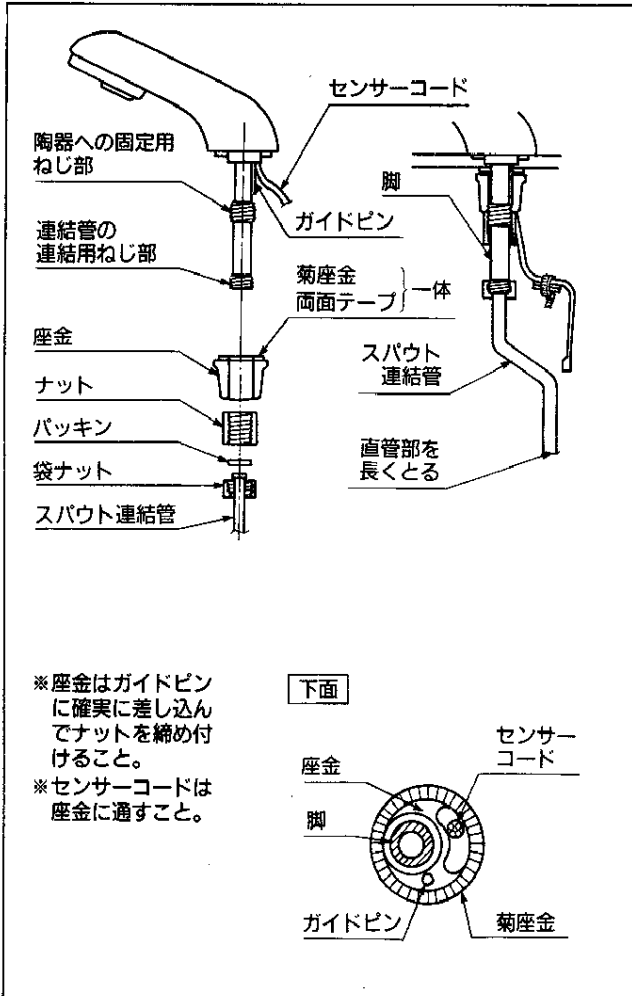 センサーコード
陶器への固定用
ねじ部
ガイドピン
連結管の
連結用ねじ部
菊座金
両面テープ
一体
座金
ナット
パッキン
袋ナット
スパウト連結管
脚
スパウト
連結管
直管部を
長くとる
※座金はガイドピン
に確実に差し込ん
でナットを締め付
けること。
※センサーコードは
座金に通すこと。
下面
センサー
コード
座金
脚
ガイドピン
菊座金